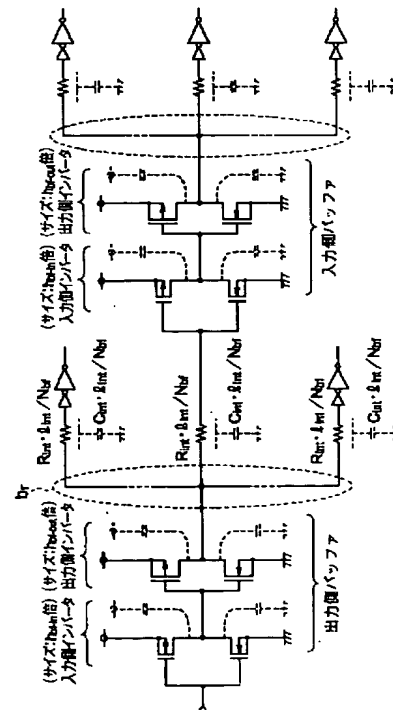 (サイズ:hbf-in倍)
入力側インバータ
(サイズ:hbf-out倍)
出力側インバータ
入力側バッファ
br
Rint・ℓint/Nbf
Cint・ℓint/Nbf
Rint・ℓint/Nbf
Cint・ℓint/Nbf
Rint・ℓint/Nbf
Cint・ℓint/Nbf
(サイズ:hbf-in倍)
入力側インバータ
(サイズ:hbf-out倍)
出力側インバータ
出力側バッファ